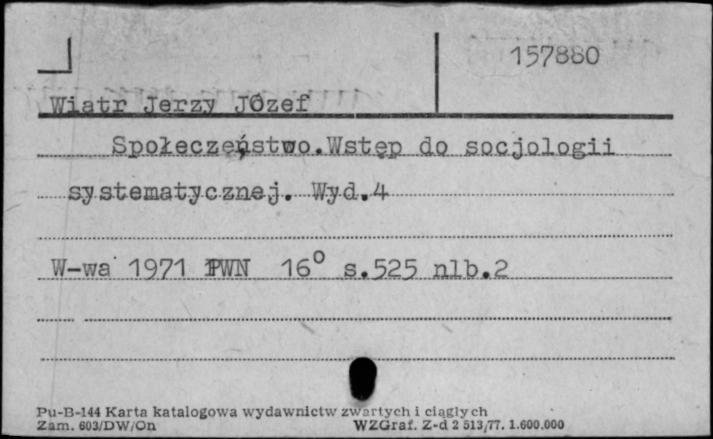 157880
Wiatr Jerzy Józef
Społeczeństwo.Wstęp do socjologii
systematycznej. Wyd.4
W-wa 1971 PWN 16° s.525 nlb.2
Pu-B-144 Karta katalogowa wydawnictw zwartych i ciągłych
Zam. 603/DW/On WZGraf. Z-d 2 513/77. 1.600.000